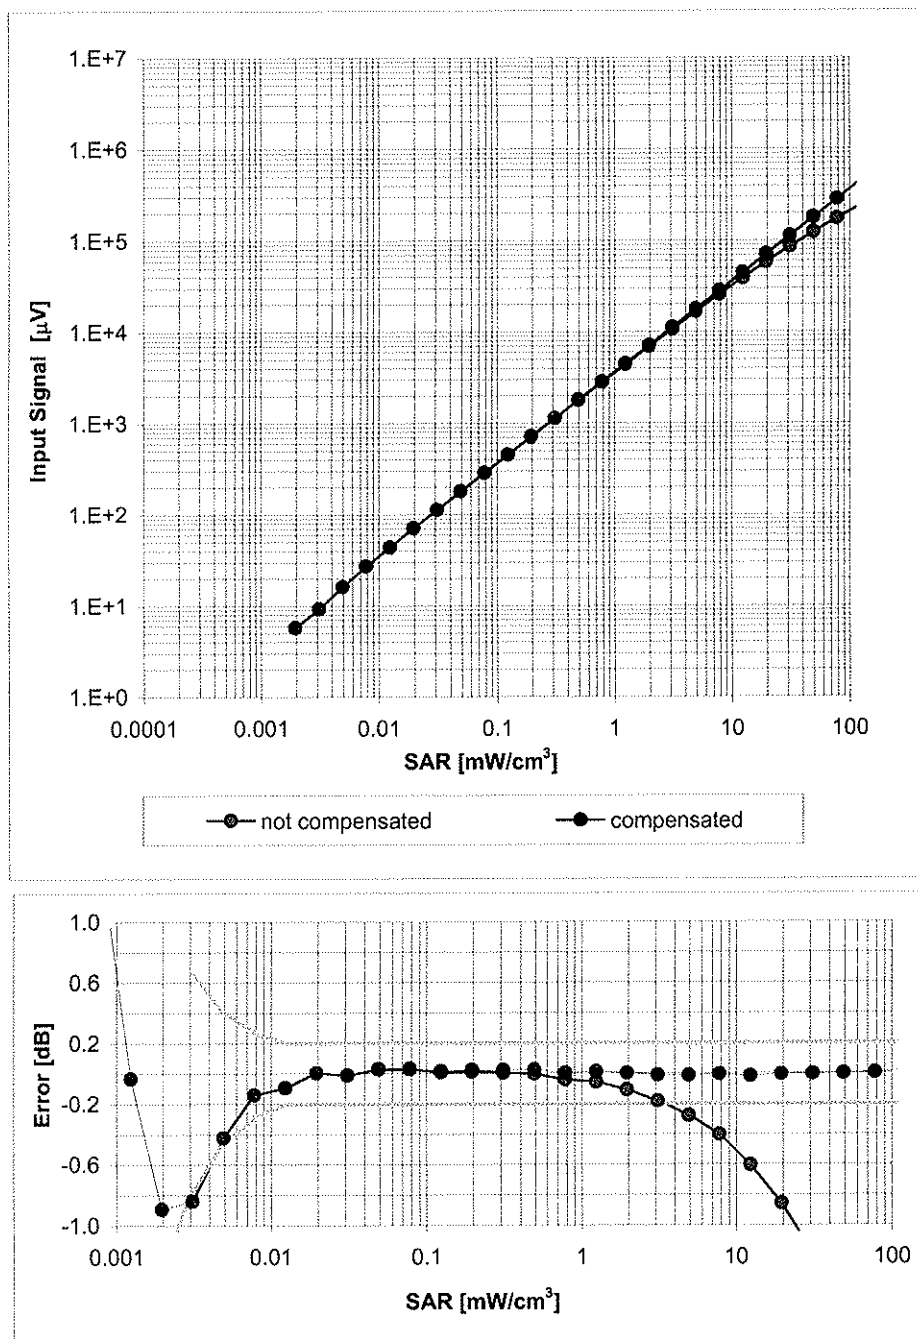 1.E+7
1.E+6
1.E+5
1.E+4
1.E+3
1.E+2
1.E+1
1.E+0
Input Signal [µV]
0.0001 0.001 0.01 0.1 1 10 100
SAR [mW/cm³]
not compensated compensated
1.0
0.6
0.2
-0.2
-0.6
-1.0
Error [dB]
0.001 0.01 0.1 1 10 100
SAR [mW/cm³]